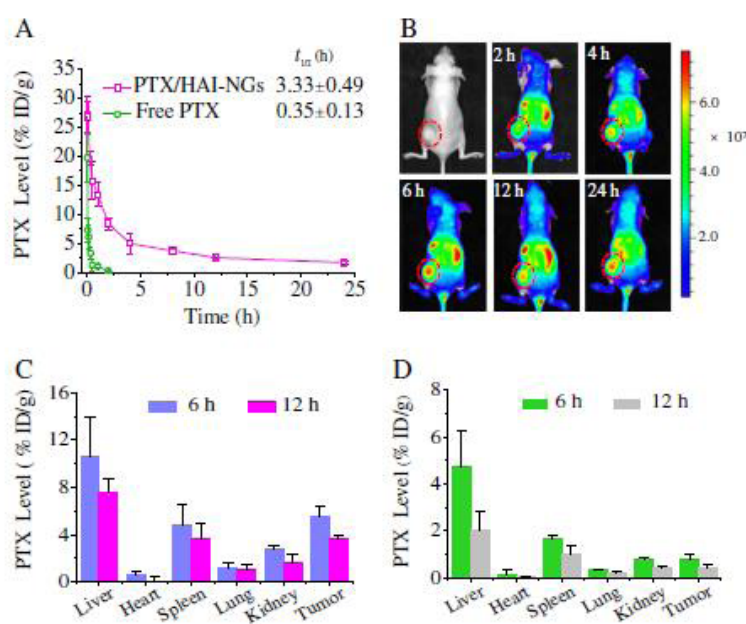 A
t1/2 (h)
PTX/HAI-NGs 3.33±0.49
Free PTX 0.35±0.13
35
30
25
20
15
10
5
0
PTX Level (% ID/g)
0 5 10 15 20 25
Time (h)
B
2 h
4 h
6 h
12 h
24 h
6.0
4.0
2.0
C
6 h 12 h
16
12
8
4
0
PTX Level ( % ID/g)
Liver Heart Spleen Lung Kidney Tumor
D
6 h 12 h
8
6
4
2
0
PTX Level (% ID/g)
Liver Heart Spleen Lung Kidney Tumor